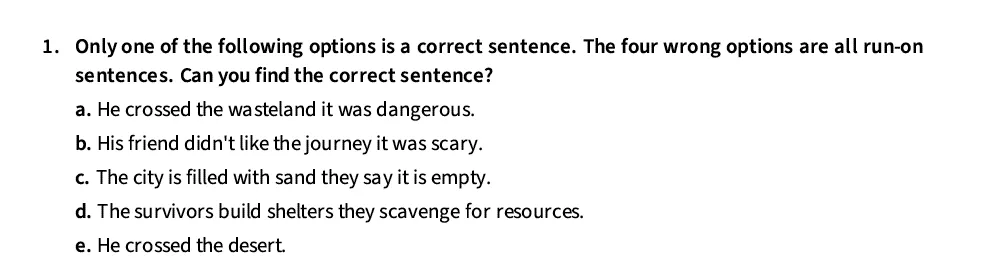 1. Only one of the following options is a correct sentence. The four wrong options are all run-on
sentences. Can you find the correct sentence?
a. He crossed the wasteland it was dangerous.
b. His friend didn't like the journey it was scary.
c. The city is filled with sand they say it is empty.
d. The survivors build shelters they scavenge for resources.
e. He crossed the desert.